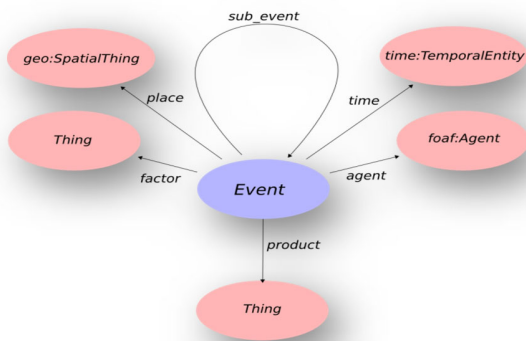 sub_event
geo:SpatialThing
time:TemporalEntity
place
time
Thing
foaf:Agent
factor
agent
Event
product
Thing